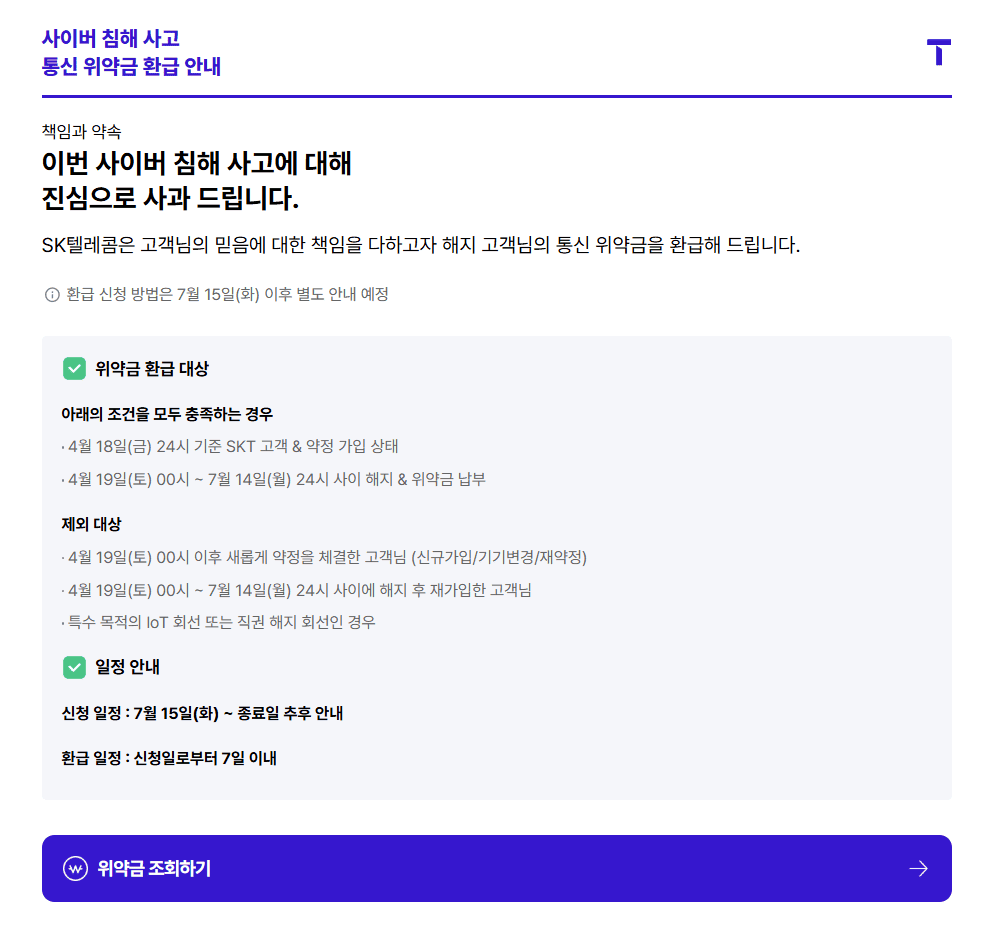 사이버 침해 사고
통신 위약금 환급 안내
T
책임과 약속
이번 사이버 침해 사고에 대해
진심으로 사과 드립니다.
SK텔레콤은 고객님의 믿음에 대한 책임을 다하고자 해지 고객님의 통신 위약금을 환급해 드립니다.
환급 신청 방법은 7월 15일(화) 이후 별도 안내 예정
위약금 환급 대상
아래의 조건을 모두 충족하는 경우
· 4월 18일(금) 24시 기준 SKT 고객 & 약정 가입 상태
· 4월 19일(토) 00시 ~ 7월 14일(월) 24시 사이 해지 & 위약금 납부
제외 대상
· 4월 19일(토) 00시 이후 새롭게 약정을 체결한 고객님 (신규가입/기기변경/재약정)
· 4월 19일(토) 00시 ~ 7월 14일(월) 24시 사이에 해지 후 재가입한 고객님
· 특수 목적의 IoT 회선 또는 직권 해지 회선인 경우
일정 안내
신청 일정 : 7월 15일(화) ~ 종료일 추후 안내
환급 일정 : 신청일로부터 7일 이내
₩ 위약금 조회하기